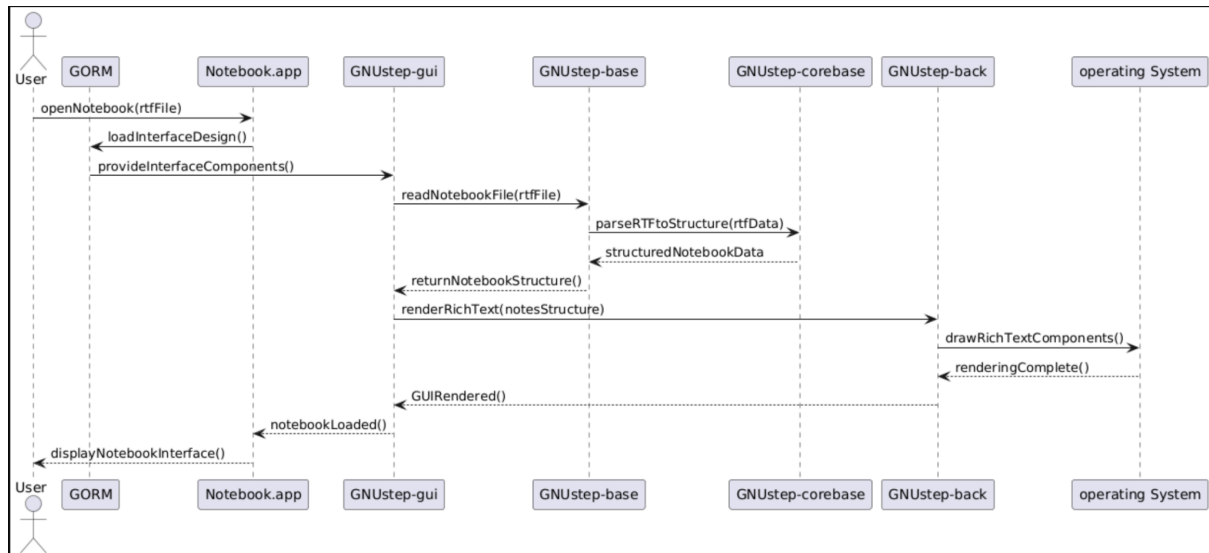 User
GORM
Notebook.app
GNUstep-gui
GNUstep-base
GNUstep-corebase
GNUstep-back
operating System
openNotebook(rtfFile)
loadInterfaceDesign()
provideInterfaceComponents()
readNotebookFile(rtfFile)
parseRTFtoStructure(rtfData)
structuredNotebookData
returnNotebookStructure()
renderRichText(notesStructure)
drawRichTextComponents()
renderingComplete()
GUIRendered()
notebookLoaded()
displayNotebookInterface()
User
GORM
Notebook.app
GNUstep-gui
GNUstep-base
GNUstep-corebase
GNUstep-back
operating System